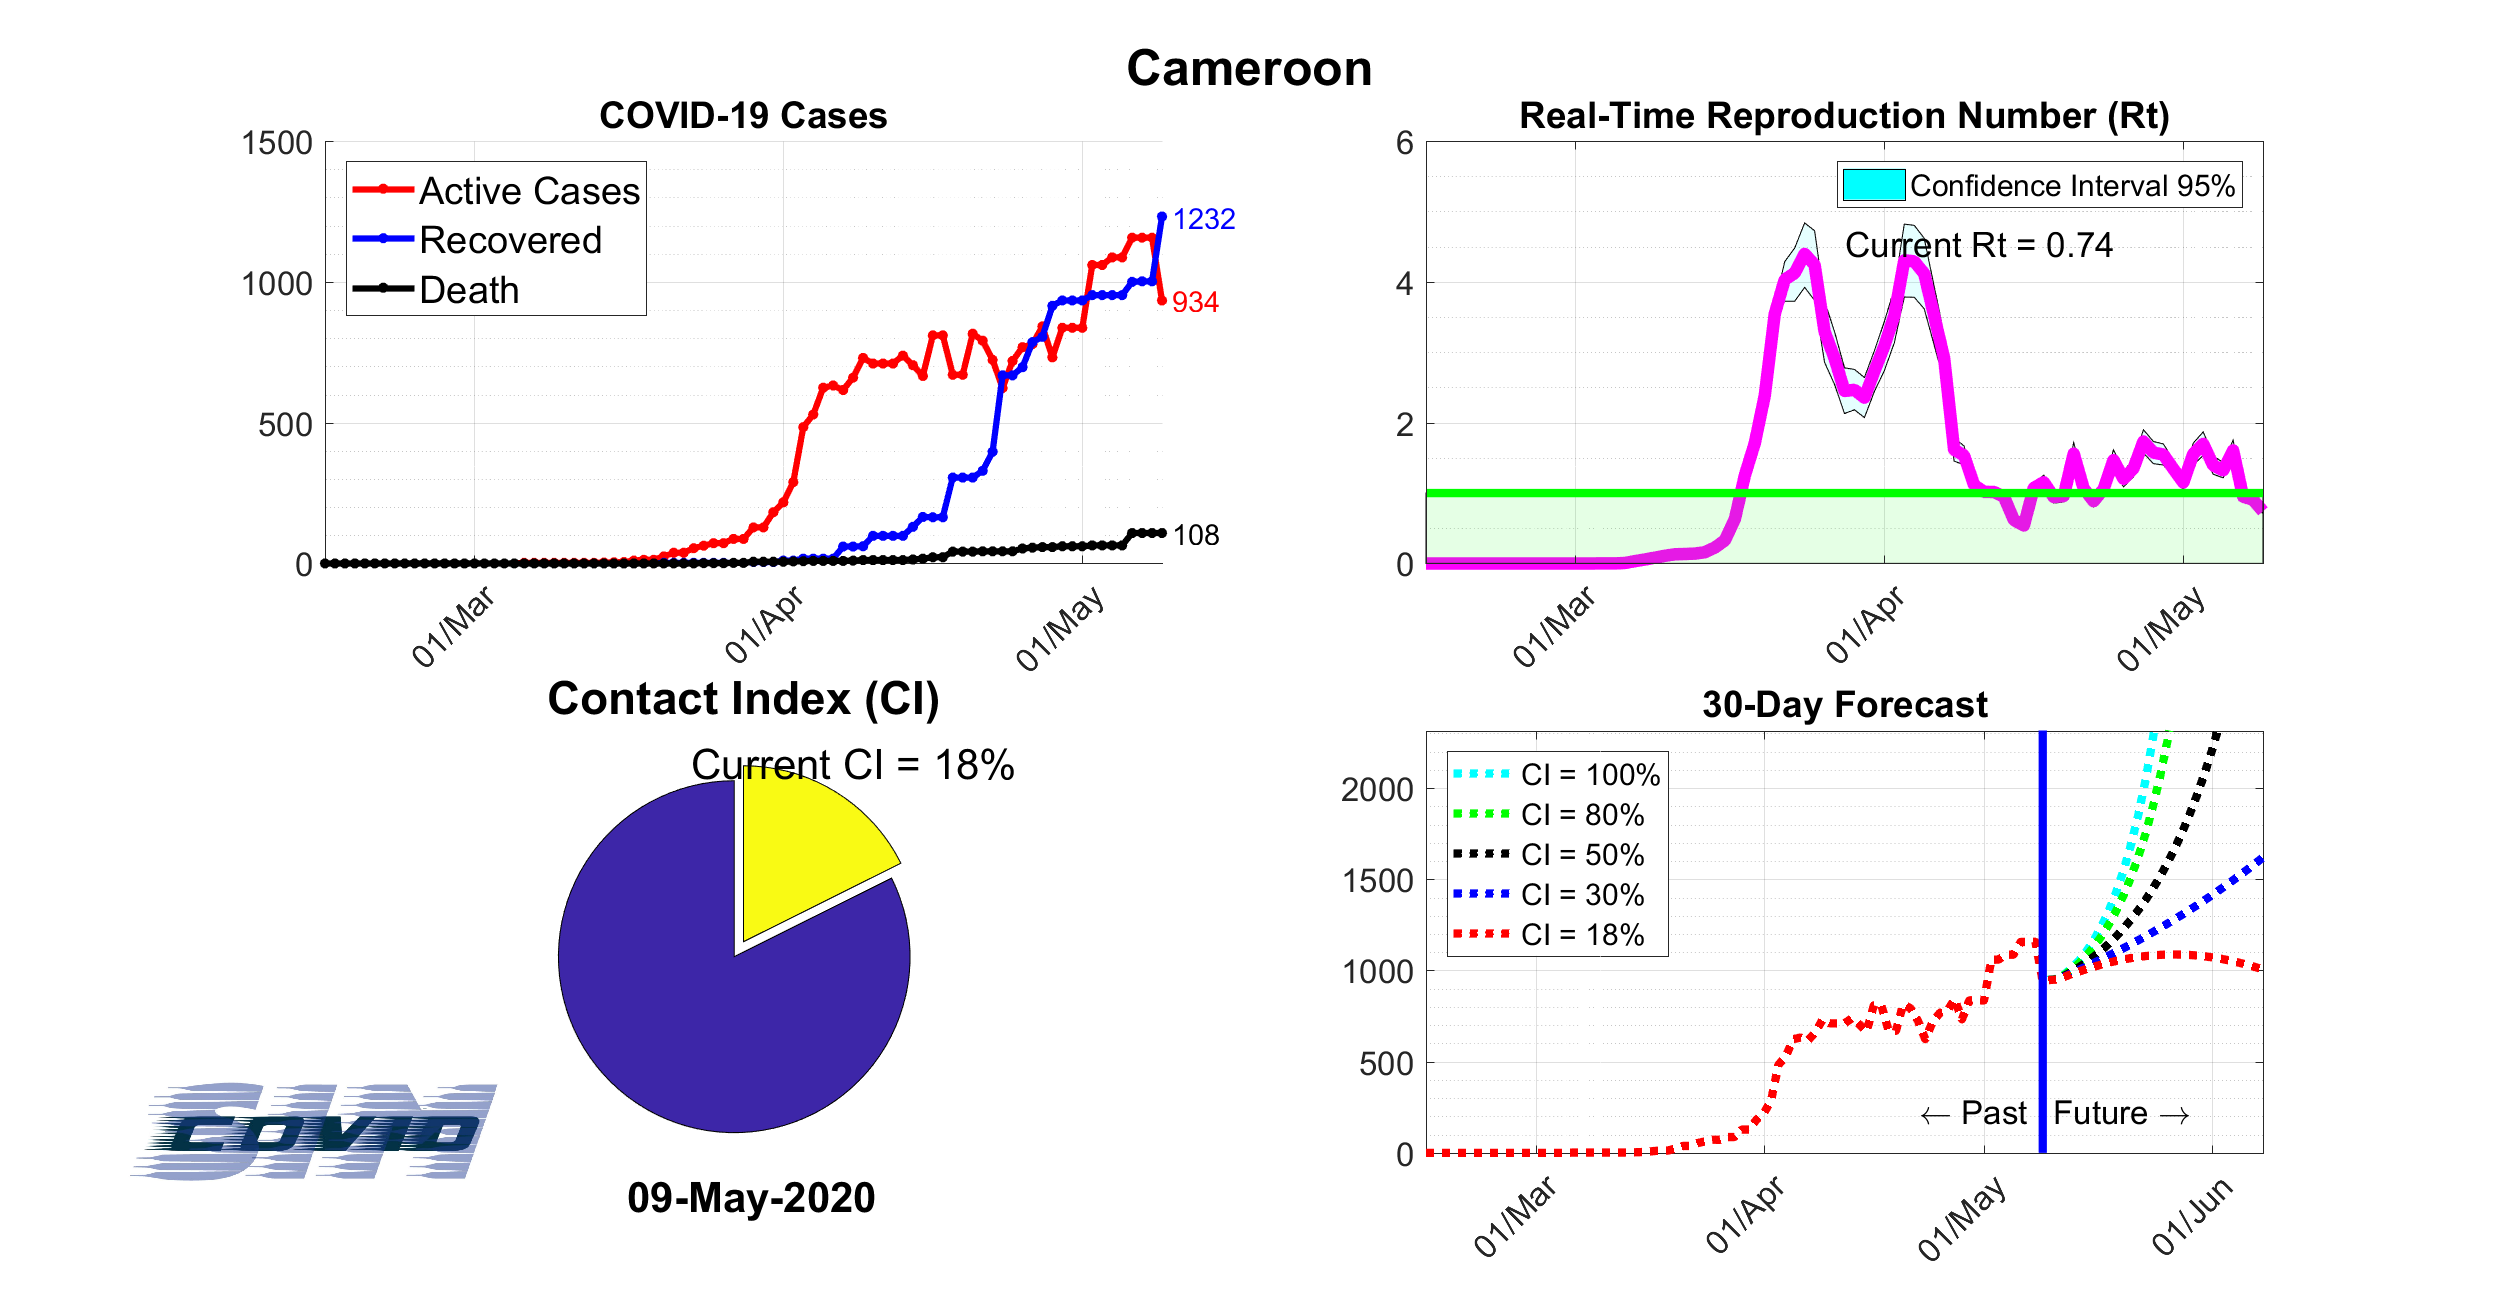 Cameroon
COVID-19 Cases
1500
1000
500
0
Active Cases
Recovered
Death
1232
934
108
01/Mar
01/Apr
01/May
Real-Time Reproduction Number (Rt)
6
4
2
0
Confidence Interval 95%
Current Rt = 0.74
01/Mar
01/Apr
01/May
Contact Index (CI)
Current CI = 18%
SIM
COVID
09-May-2020
30-Day Forecast
2000
1500
1000
500
0
CI = 100%
CI = 80%
CI = 50%
CI = 30%
CI = 18%
← Past
Future →
01/Mar
01/Apr
01/May
01/Jun